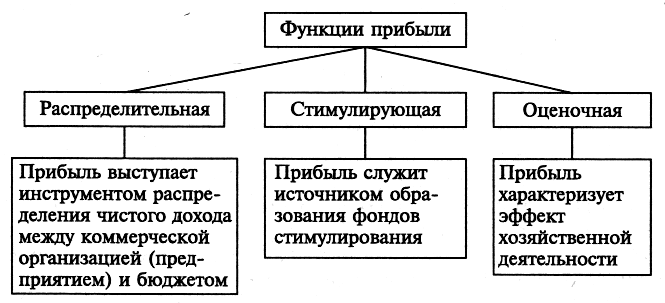 Функции прибыли
Распределительная
Стимулирующая
Оценочная
Прибыль выступает
инструментом распре-
деления чистого дохода
между коммерческой
организацией (пред-
приятием) и бюджетом
Прибыль служит
источником обра-
зования фондов
стимулирования
Прибыль
характеризует
эффект
хозяйственной
деятельности